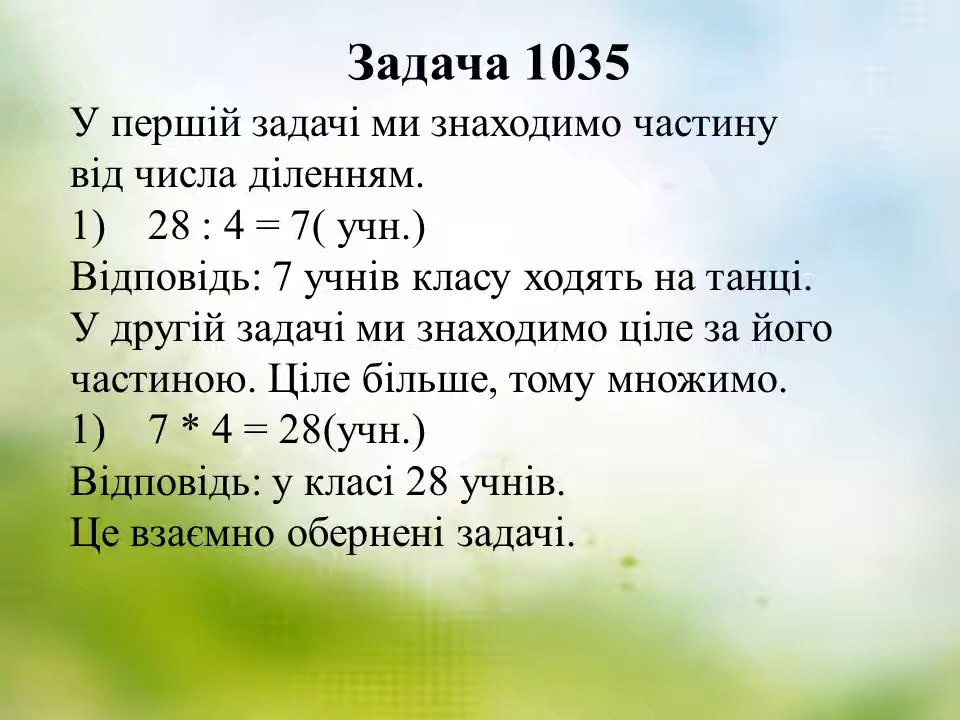 Задача 1035
У першій задачі ми знаходимо частину
від числа діленням.
1) 28 : 4 = 7( учн.)
Відповідь: 7 учнів класу ходять на танці.
У другій задачі ми знаходимо ціле за його
частиною. Ціле більше, тому множимо.
1) 7 * 4 = 28(учн.)
Відповідь: у класі 28 учнів.
Це взаємно обернені задачі.